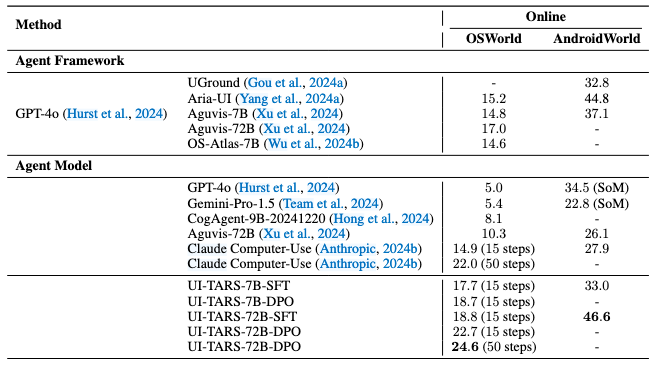 Method Online
OSWorld AndroidWorld
Agent Framework
UGround (Gou et al., 2024a) - 32.8
Aria-UI (Yang et al., 2024a) 15.2 44.8
GPT-4o (Hurst et al., 2024) Aguvis-7B (Xu et al., 2024) 14.8 37.1
Aguvis-72B (Xu et al., 2024) 17.0 -
OS-Atlas-7B (Wu et al., 2024b) 14.6 -
Agent Model
GPT-4o (Hurst et al., 2024) 5.0 34.5 (SoM)
Gemini-Pro-1.5 (Team et al., 2024) 5.4 22.8 (SoM)
CogAgent-9B-20241220 (Hong et al., 2024) 8.1 -
Aguvis-72B (Xu et al., 2024) 10.3 26.1
Claude Computer-Use (Anthropic, 2024b) 14.9 (15 steps) 27.9
Claude Computer-Use (Anthropic, 2024b) 22.0 (50 steps) -
UI-TARS-7B-SFT 17.7 (15 steps) 33.0
UI-TARS-7B-DPO 18.7 (15 steps) -
UI-TARS-72B-SFT 18.8 (15 steps) 46.6
UI-TARS-72B-DPO 22.7 (15 steps) -
UI-TARS-72B-DPO 24.6 (50 steps) -